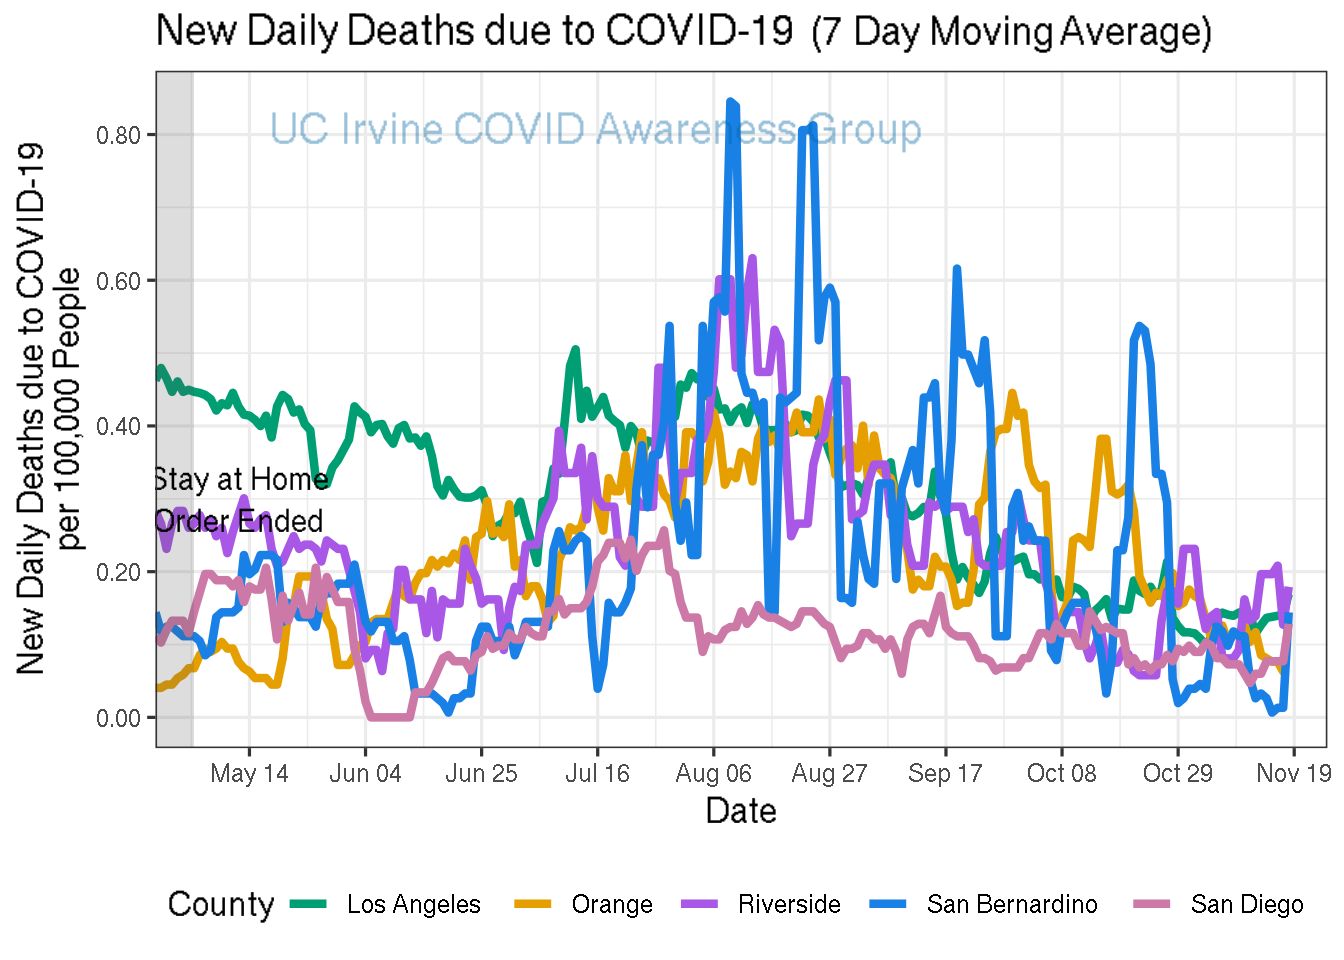 New Daily Deaths due to COVID-19 (7 Day Moving Average)
UC Irvine COVID Awareness Group
New Daily Deaths due to COVID-19
per 100,000 People
0.80
0.60
0.40
0.20
0.00
Stay at Home
Order Ended
May 14
Jun 04
Jun 25
Jul 16
Aug 06
Aug 27
Sep 17
Oct 08
Oct 29
Nov 19
Date
County
Los Angeles
Orange
Riverside
San Bernardino
San Diego